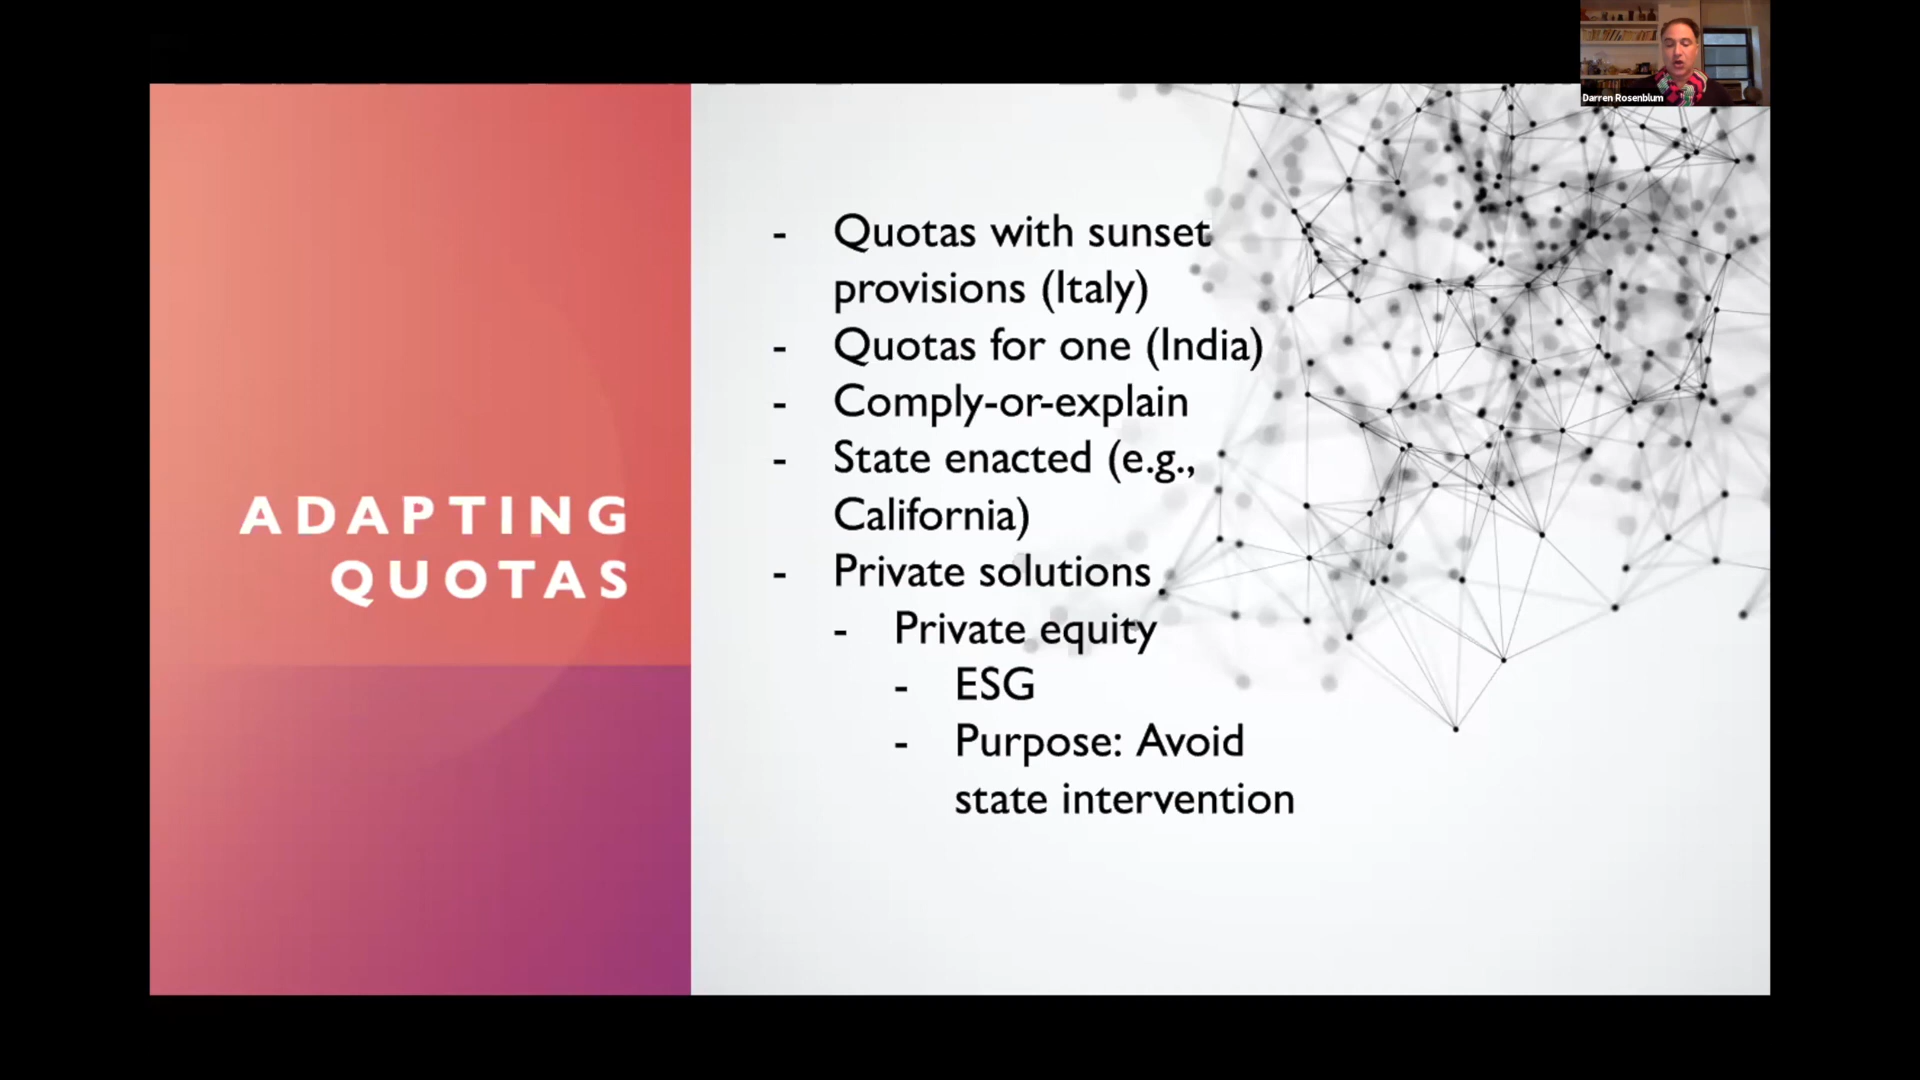 Darren Rosenblum
ADAPTING
QUOTAS
- Quotas with sunset
provisions (Italy)
- Quotas for one (India)
- Comply-or-explain
- State enacted (e.g.,
California)
- Private solutions
- Private equity
- ESG
- Purpose: Avoid
state intervention